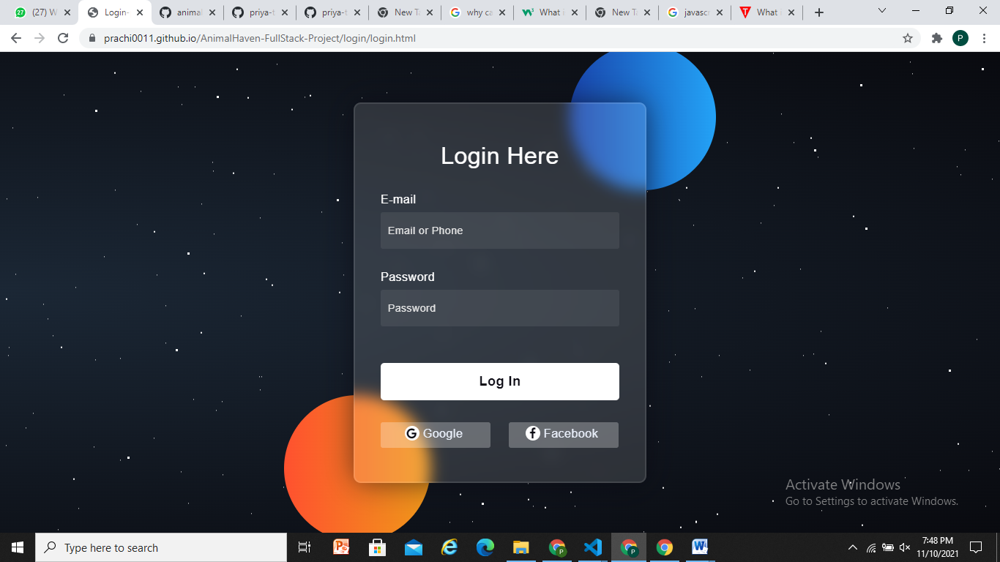 27 (27) W
Login-
animal
priya-t
priya-t
New Ta
why ca
What i
New Ta
javascr
What i
prachi0011.github.io/AnimalHaven-FullStack-Project/login/login.html
P
Login Here
E-mail
Email or Phone
Password
Password
Log In
G Google
f Facebook
Activate Windows
Go to Settings to activate Windows.
Type here to search
7:48 PM
11/10/2021